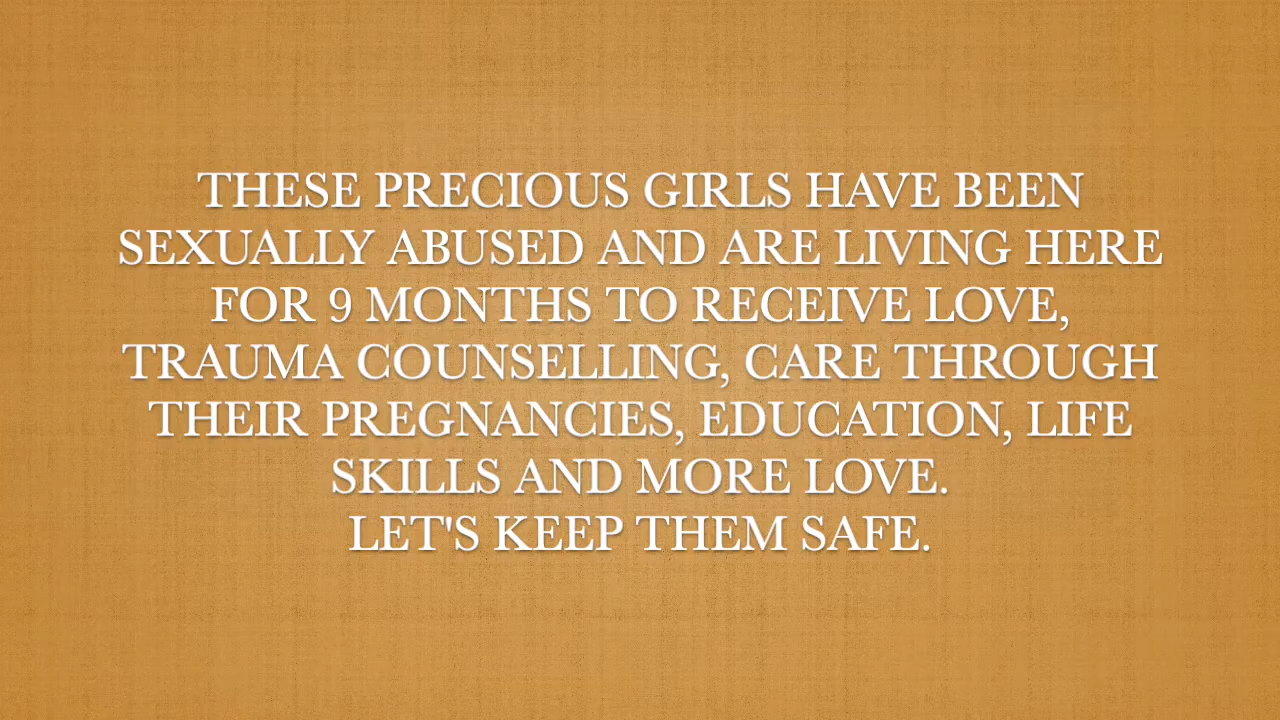 THESE PRECIOUS GIRLS HAVE BEEN
SEXUALLY ABUSED AND ARE LIVING HERE
FOR 9 MONTHS TO RECEIVE LOVE,
TRAUMA COUNSELLING, CARE THROUGH
THEIR PREGNANCIES, EDUCATION, LIFE
SKILLS AND MORE LOVE.
LET'S KEEP THEM SAFE.